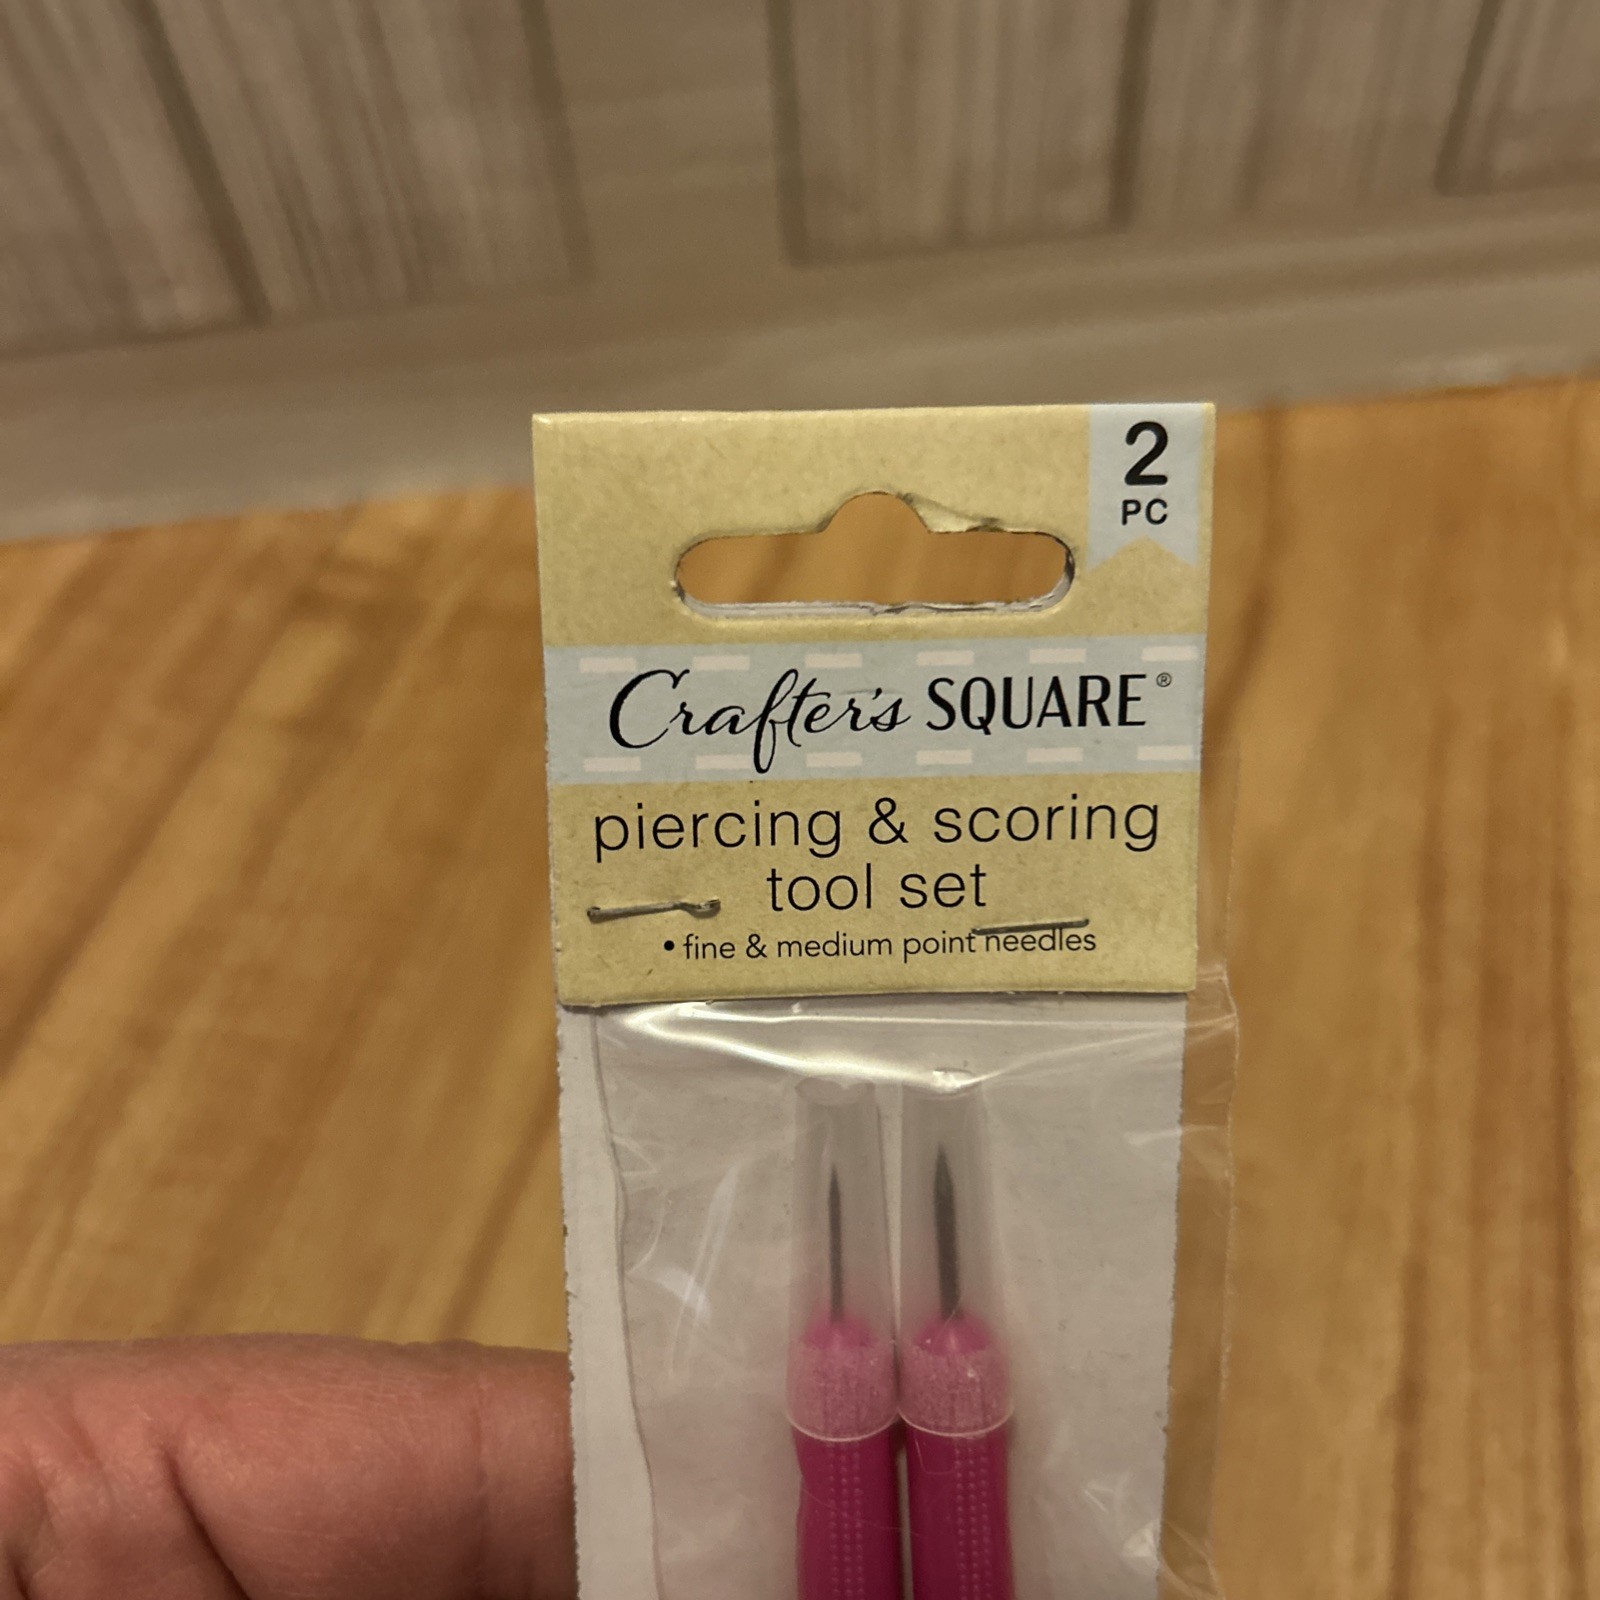 2
PC
Crafter's SQUARE®
piercing & scoring
tool set
• fine & medium point needles